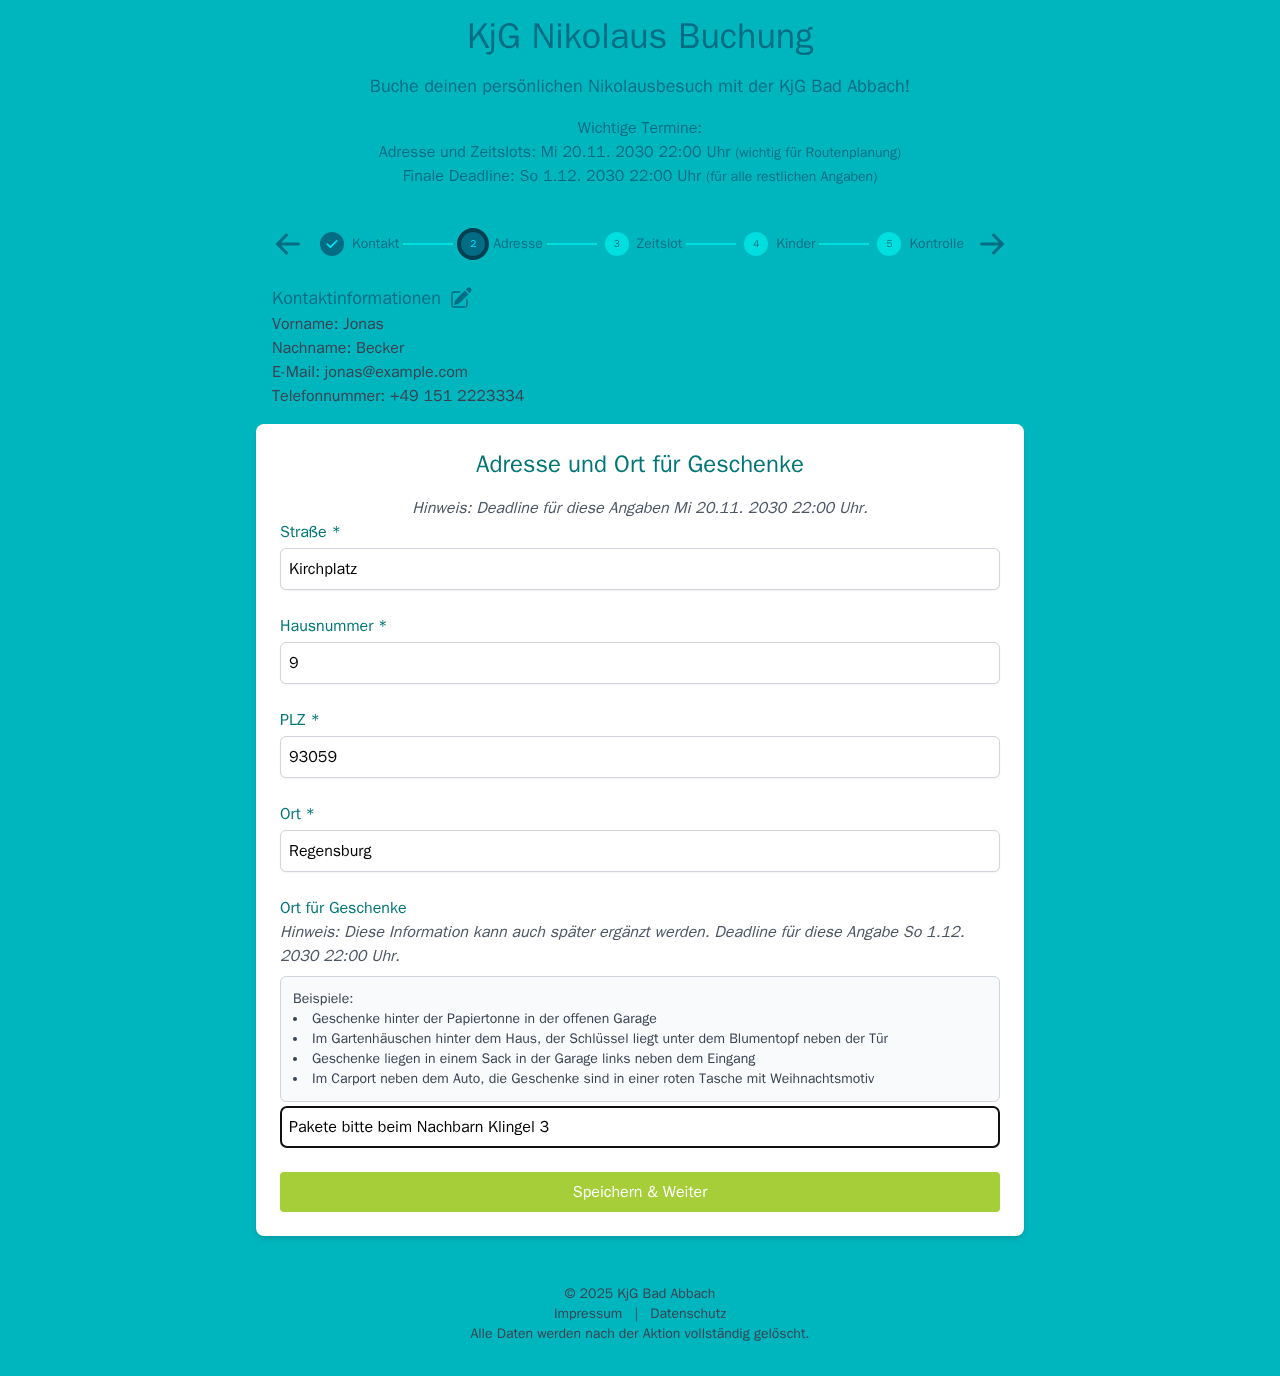 KjG Nikolaus Buchung
Buche deinen persönlichen Nikolausbesuch mit der KjG Bad Abbach!
Wichtige Termine:
Adresse und Zeitslots: Mi 20.11. 2030 22:00 Uhr (wichtig für Routenplanung)
Finale Deadline: So 1.12. 2030 22:00 Uhr (für alle restlichen Angaben)
Kontakt 2 Adresse 3 Zeitslot 4 Kinder 5 Kontrolle
Kontaktinformationen
Vorname: Jonas
Nachname: Becker
E-Mail: jonas@example.com
Telefonnummer: +49 151 2223334
Adresse und Ort für Geschenke
Hinweis: Deadline für diese Angaben Mi 20.11. 2030 22:00 Uhr.
Straße *
Kirchplatz
Hausnummer *
9
PLZ *
93059
Ort *
Regensburg
Ort für Geschenke
Hinweis: Diese Information kann auch später ergänzt werden. Deadline für diese Angabe So 1.12.
2030 22:00 Uhr.
Beispiele:
• Geschenke hinter der Papiertonne in der offenen Garage
• Im Gartenhäuschen hinter dem Haus, der Schlüssel liegt unter dem Blumentopf neben der Tür
• Geschenke liegen in einem Sack in der Garage links neben dem Eingang
• Im Carport neben dem Auto, die Geschenke sind in einer roten Tasche mit Weihnachtsmotiv
Pakete bitte beim Nachbarn Klingel 3
Speichern & Weiter
© 2025 KjG Bad Abbach
Impressum | Datenschutz
Alle Daten werden nach der Aktion vollständig gelöscht.